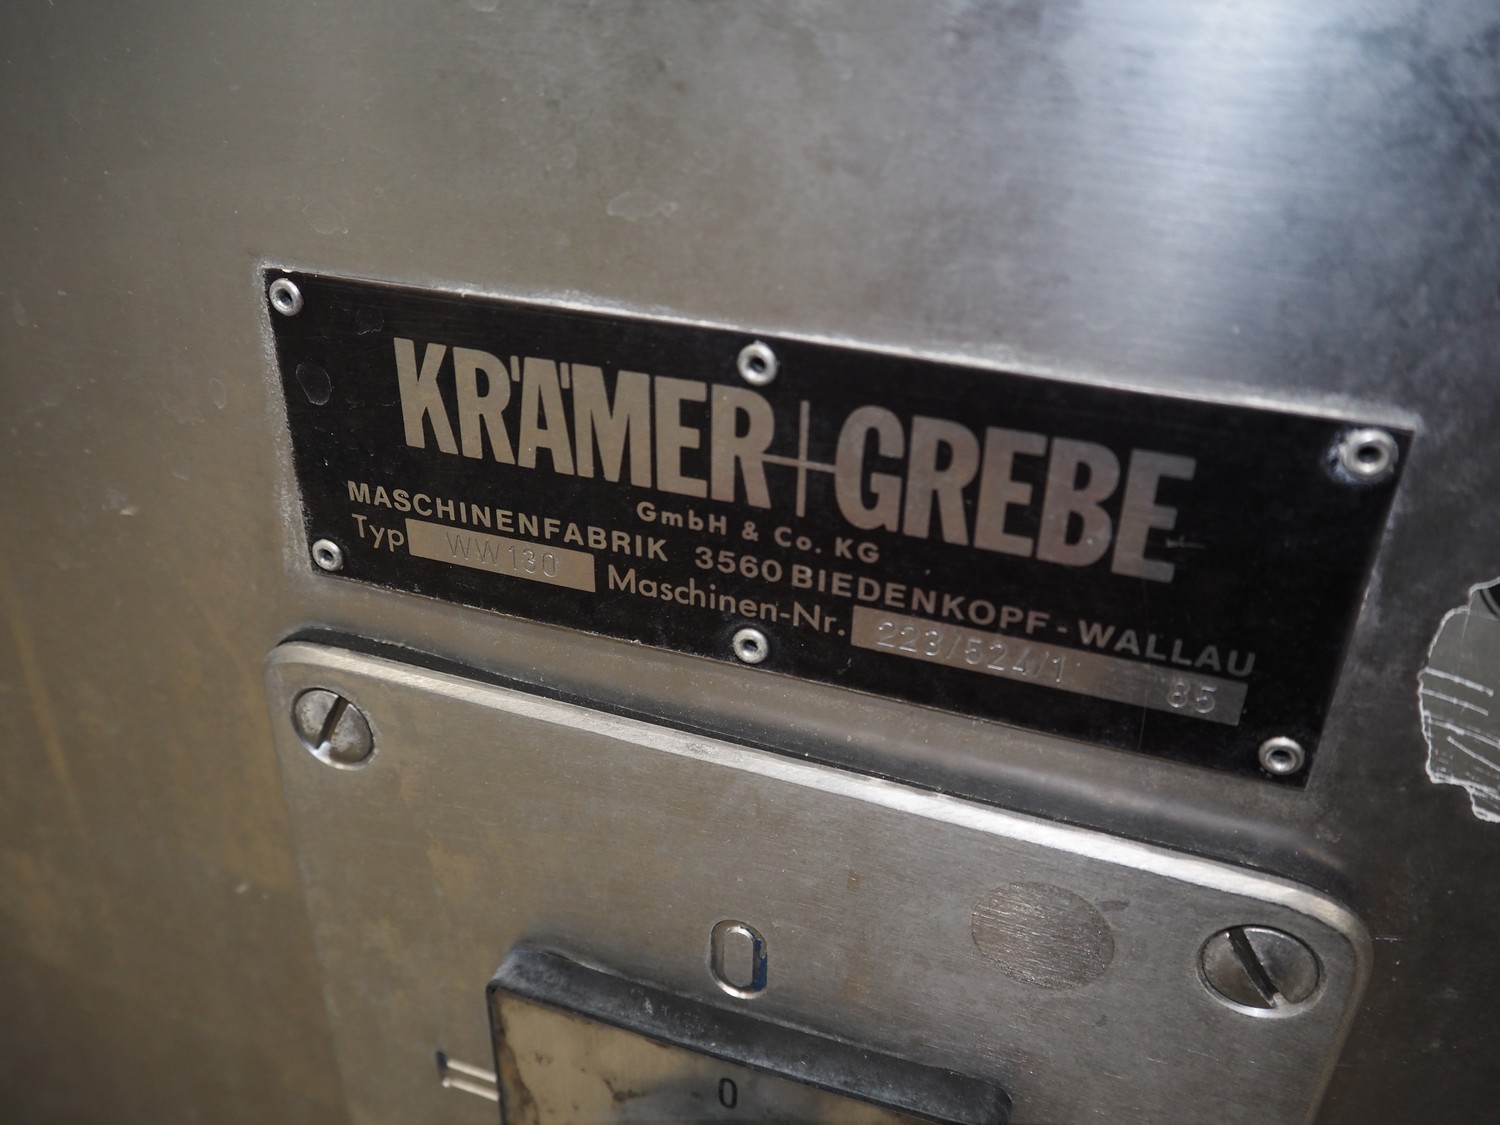 KRÄMER+GREBE
GmbH & Co. KG
MASCHINENFABRIK 3560 BIEDENKOPF-WALLAU
Typ WW130 Maschinen-Nr. 223/524/1 85
0
0